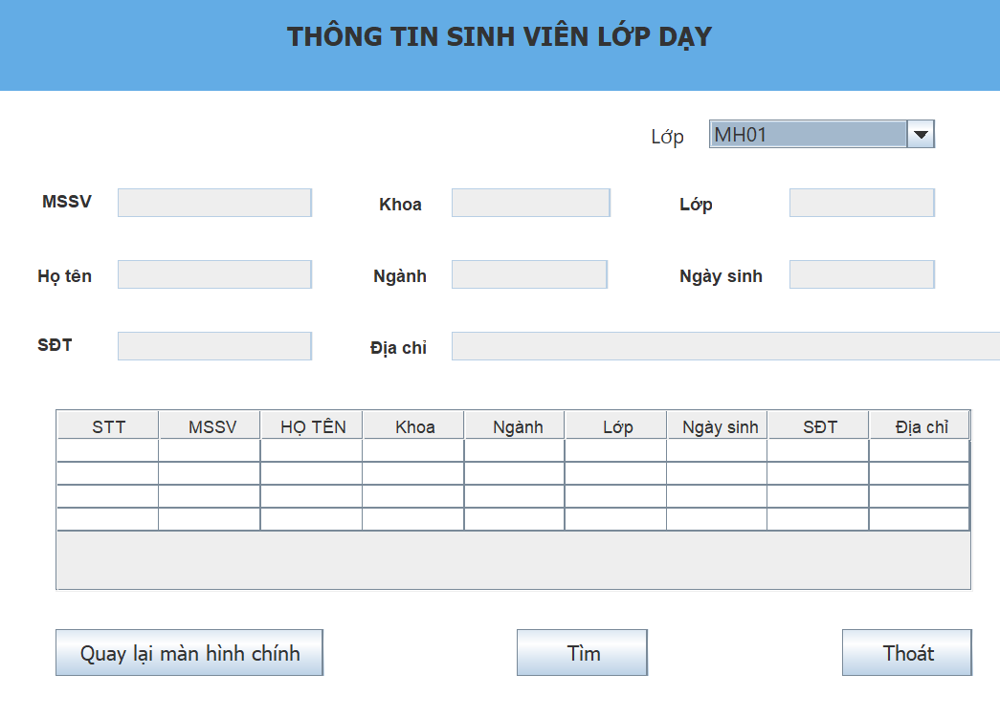 THÔNG TIN SINH VIÊN LỚP DẠY
Lớp MH01
MSSV Khoa Lớp
Họ tên Ngành Ngày sinh
SĐT Địa chỉ
STT MSSV HỌ TÊN Khoa Ngành Lớp Ngày sinh SĐT Địa chỉ
Quay lại màn hình chính Tìm Thoát